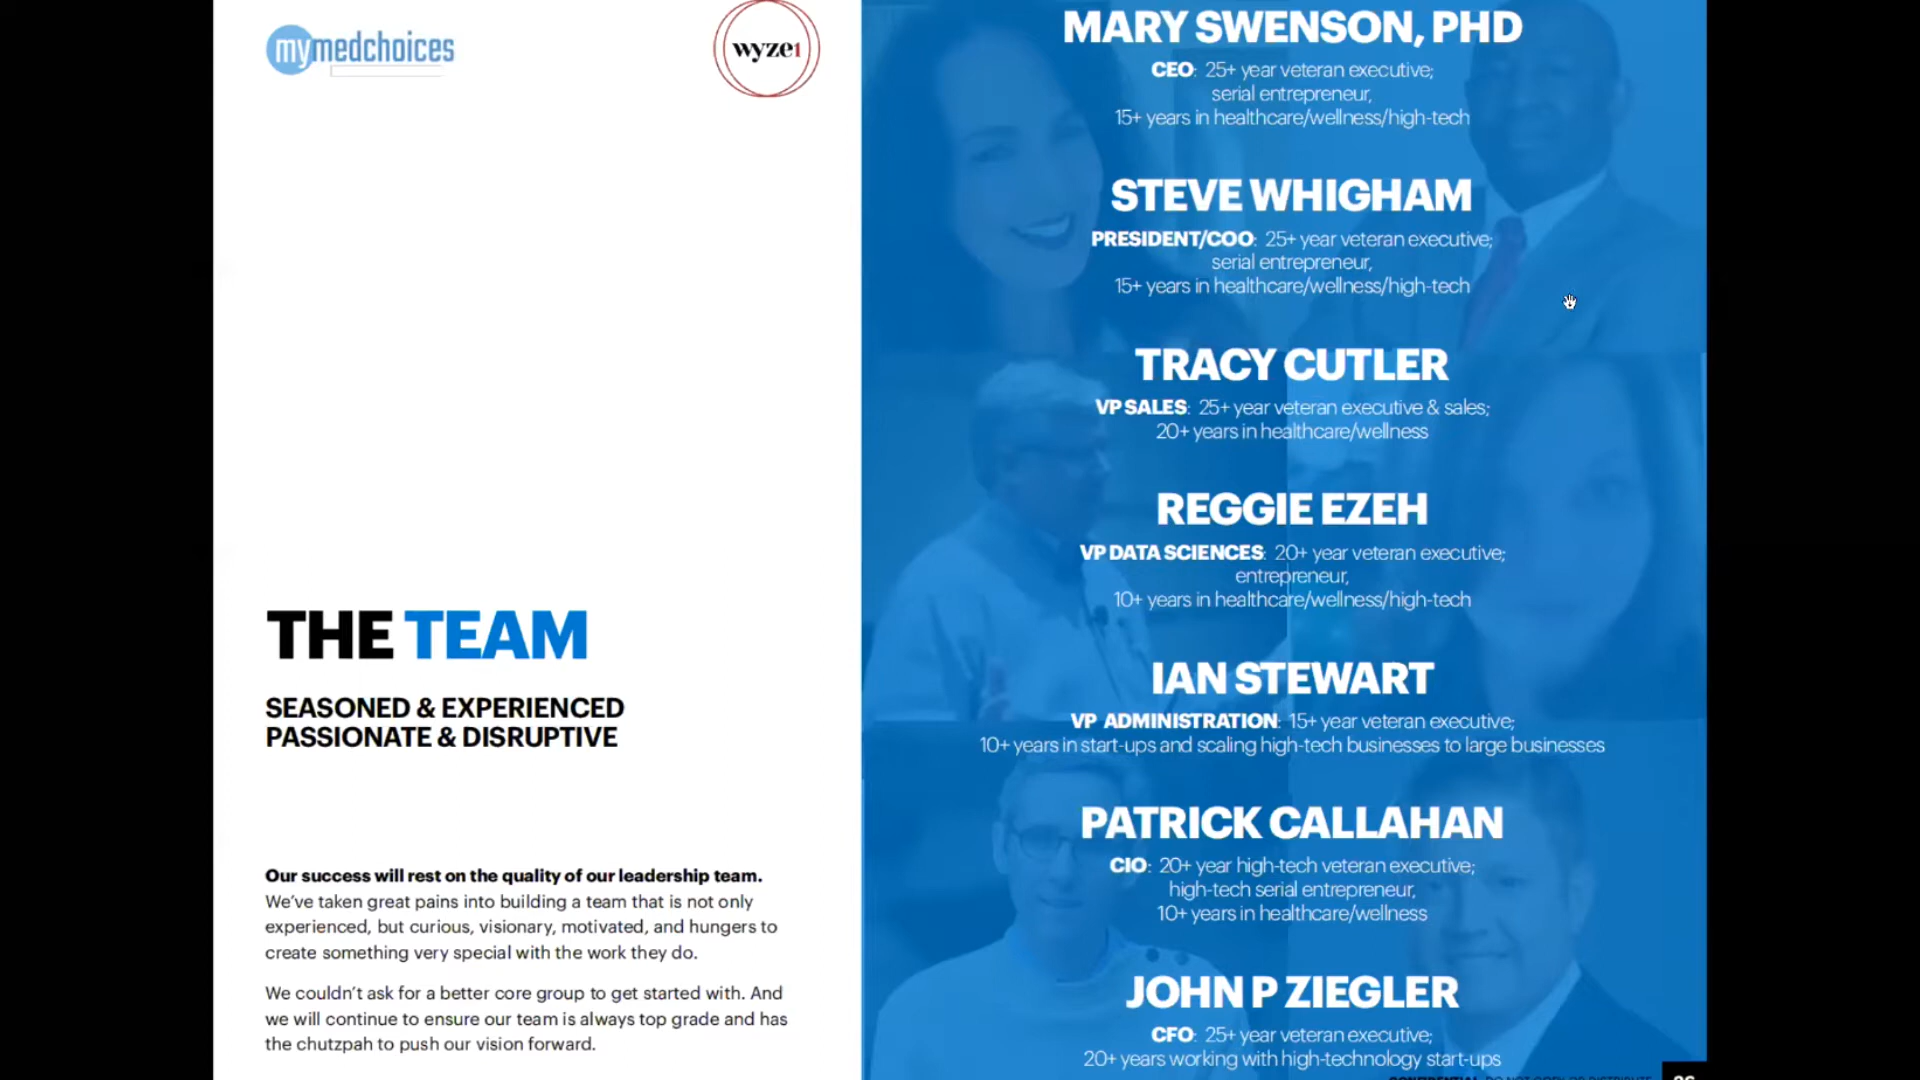 mymedchoices
wyze1
THE TEAM
SEASONED & EXPERIENCED
PASSIONATE & DISRUPTIVE
Our success will rest on the quality of our leadership team.
We've taken great pains into building a team that is not only
experienced, but curious, visionary, motivated, and hungers to
create something very special with the work they do.
We couldn't ask for a better core group to get started with. And
we will continue to ensure our team is always top grade and has
the chutzpah to push our vision forward.
MARY SWENSON, PHD
CEO: 25+ year veteran executive;
serial entrepreneur,
15+ years in healthcare/wellness/high-tech
STEVE WHIGHAM
PRESIDENT/COO: 25+ year veteran executive;
serial entrepreneur,
15+ years in healthcare/wellness/high-tech
TRACY CUTLER
VP SALES: 25+ year veteran executive & sales;
20+ years in healthcare/wellness
REGGIE EZEH
VP DATA SCIENCES: 20+ year veteran executive;
entrepreneur,
10+ years in healthcare/wellness/high-tech
IAN STEWART
VP ADMINISTRATION: 15+ year veteran executive;
10+ years in start-ups and scaling high-tech businesses to large businesses
PATRICK CALLAHAN
CIO: 20+ year high-tech veteran executive;
high-tech serial entrepreneur,
10+ years in healthcare/wellness
JOHN P ZIEGLER
CFO: 25+ year veteran executive;
20+ years working with high-technology start-ups